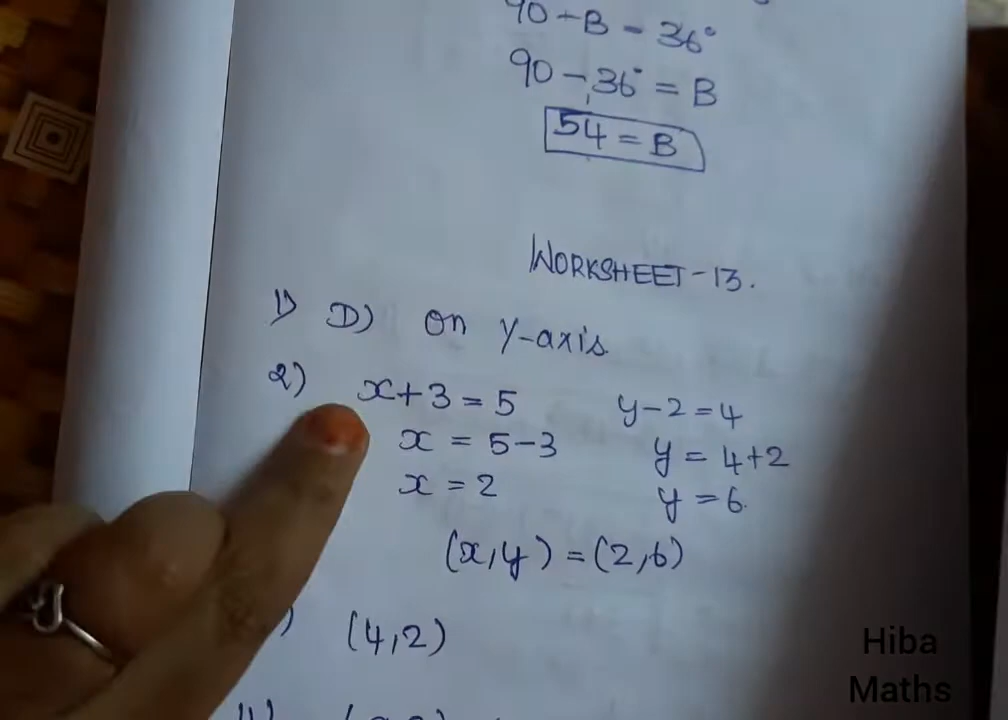 90 - B = 36°
90 - 36° = B
54 = B
WORKSHEET-13.
1) D) on y-axis.
2) x+3 = 5 y-2 = 4
x = 5-3 y = 4+2
x = 2 y = 6.
(x,y) = (2,6)
) (4,2)
Hiba
Maths